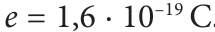 e = 1,6 · 10⁻¹⁹ C.